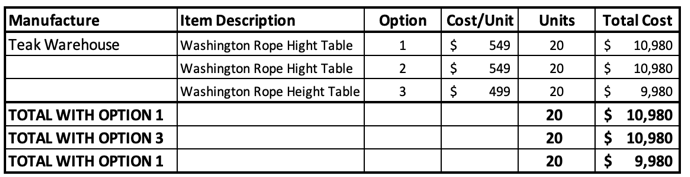 Manufacture Item Description Option Cost/Unit Units Total Cost
Teak Warehouse Washington Rope Hight Table 1 $ 549 20 $ 10,980
Washington Rope Hight Table 2 $ 549 20 $ 10,980
Washington Rope Height Table 3 $ 499 20 $ 9,980
TOTAL WITH OPTION 1 20 $ 10,980
TOTAL WITH OPTION 3 20 $ 10,980
TOTAL WITH OPTION 1 20 $ 9,980